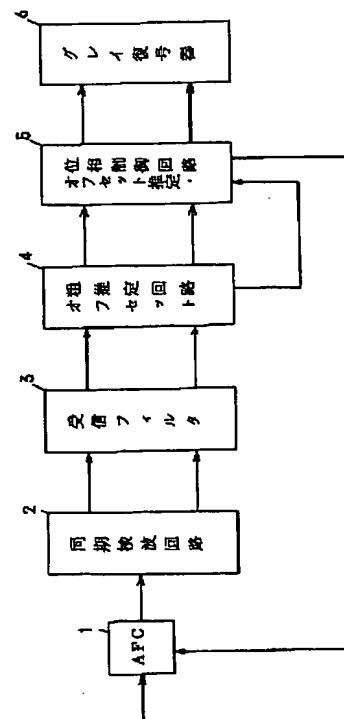 1
AFC
2
同期検波回路
3
受信フィルタ
4
オフセット
粗推定回路
5
オフセット推定・
位相制御回路
6
グレイ復号器